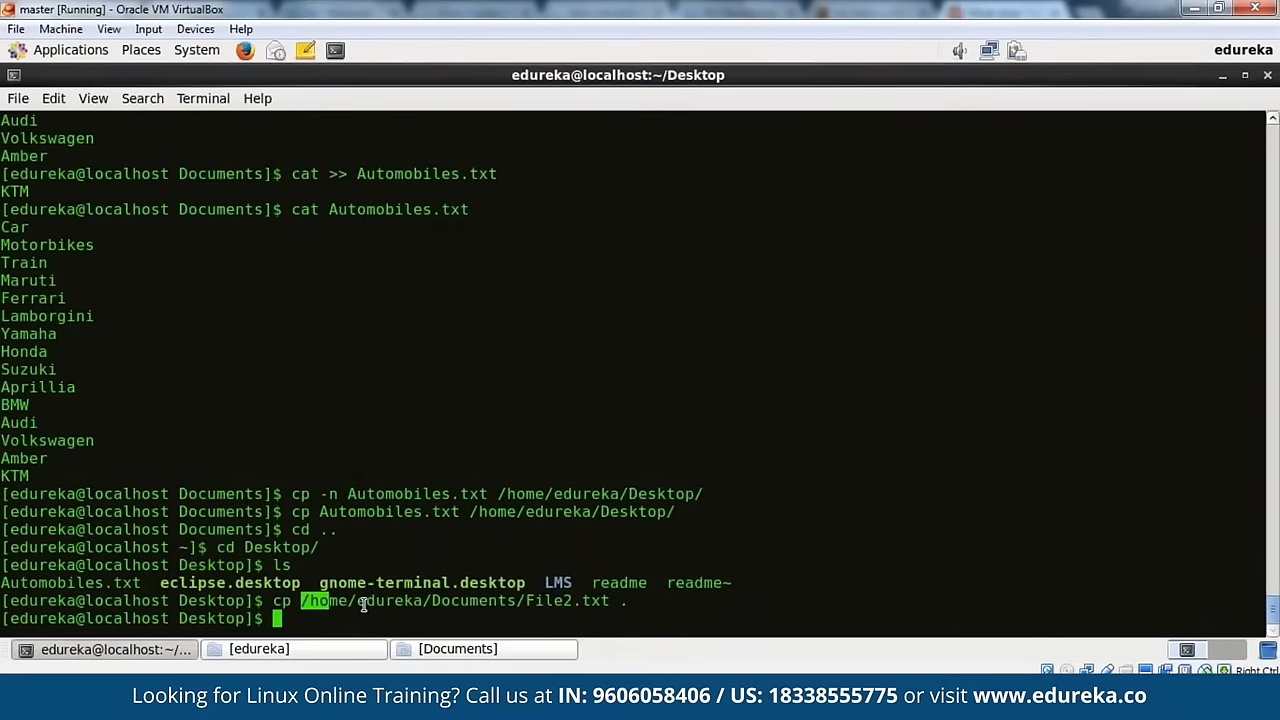 master [Running] - Oracle VM VirtualBox
File Machine View Input Devices Help
Applications Places System edureka
edureka@localhost:~/Desktop
File Edit View Search Terminal Help
Audi
Volkswagen
Amber
[edureka@localhost Documents]$ cat >> Automobiles.txt
KTM
[edureka@localhost Documents]$ cat Automobiles.txt
Car
Motorbikes
Train
Maruti
Ferrari
Lamborgini
Yamaha
Honda
Suzuki
Aprillia
BMW
Audi
Volkswagen
Amber
KTM
[edureka@localhost Documents]$ cp -n Automobiles.txt /home/edureka/Desktop/
[edureka@localhost Documents]$ cp Automobiles.txt /home/edureka/Desktop/
[edureka@localhost Documents]$ cd ..
[edureka@localhost ~]$ cd Desktop/
[edureka@localhost Desktop]$ ls
Automobiles.txt eclipse.desktop gnome-terminal.desktop LMS readme readme~
[edureka@localhost Desktop]$ cp /home/edureka/Documents/File2.txt .
[edureka@localhost Desktop]$
edureka@localhost:~/... [edureka] [Documents]
Right Ctrl
Looking for Linux Online Training? Call us at IN: 9606058406 / US: 18338555775 or visit www.edureka.co